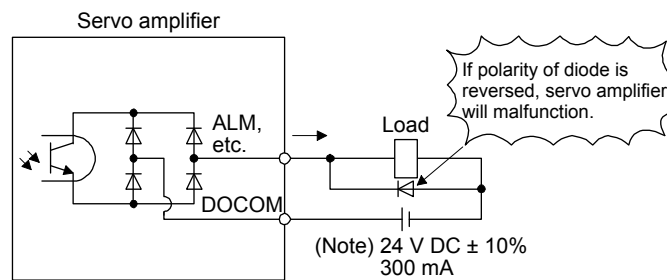 Servo amplifier
If polarity of diode is
reversed, servo amplifier
will malfunction.
ALM,
etc.
Load
DOCOM
(Note) 24 V DC ± 10%
300 mA